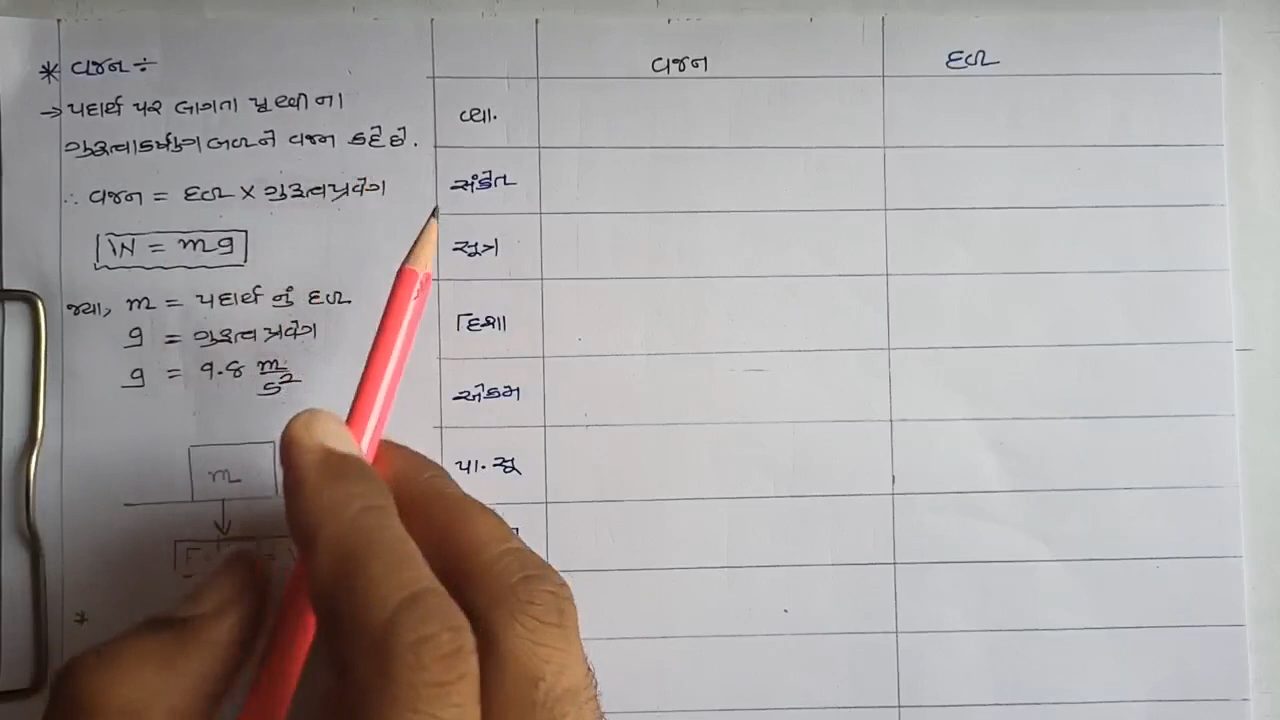 * વજન ÷
→ પદાર્થ પર લાગતા પૃથ્વીના
ગુરુત્વાકર્ષણ બળને વજન કહે છે.
∴ વજન = દળ × ગુરુત્વપ્રવેગ
W = mg
જ્યા, m = પદાર્થ નું દળ
g = ગુરુત્વ પ્રવેગ
g = 9.8 m/s²
m
*
વજન દળ
વ્યા.
સંકેત
સૂત્ર
દિશા
એકમ
પા. સૂ